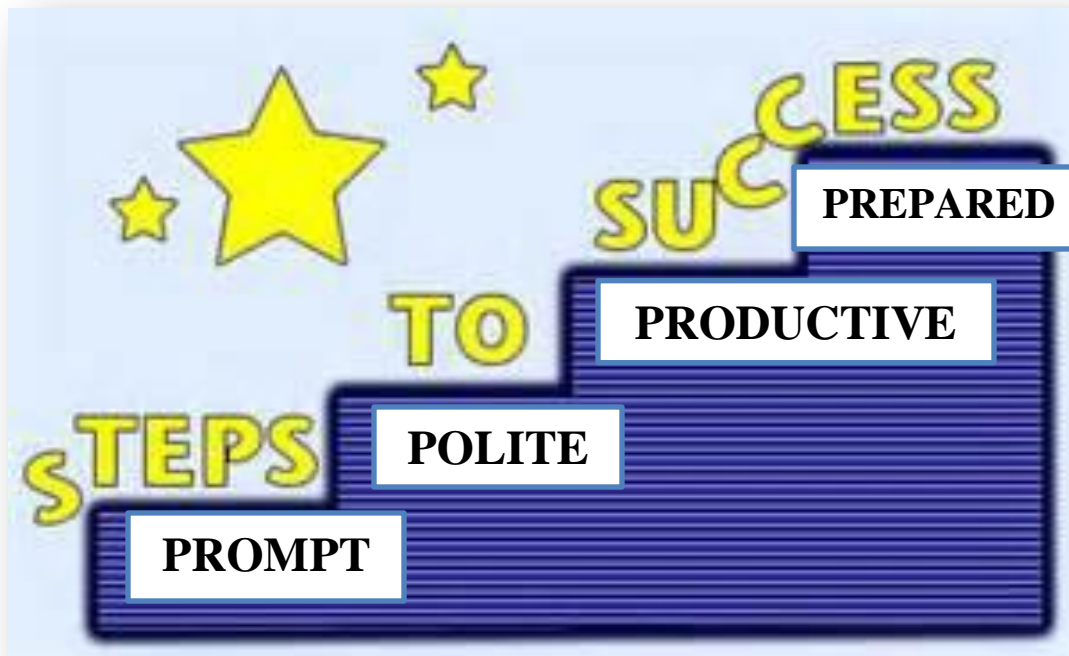 STEPS
TO
SUCCESS
PROMPT
POLITE
PRODUCTIVE
PREPARED